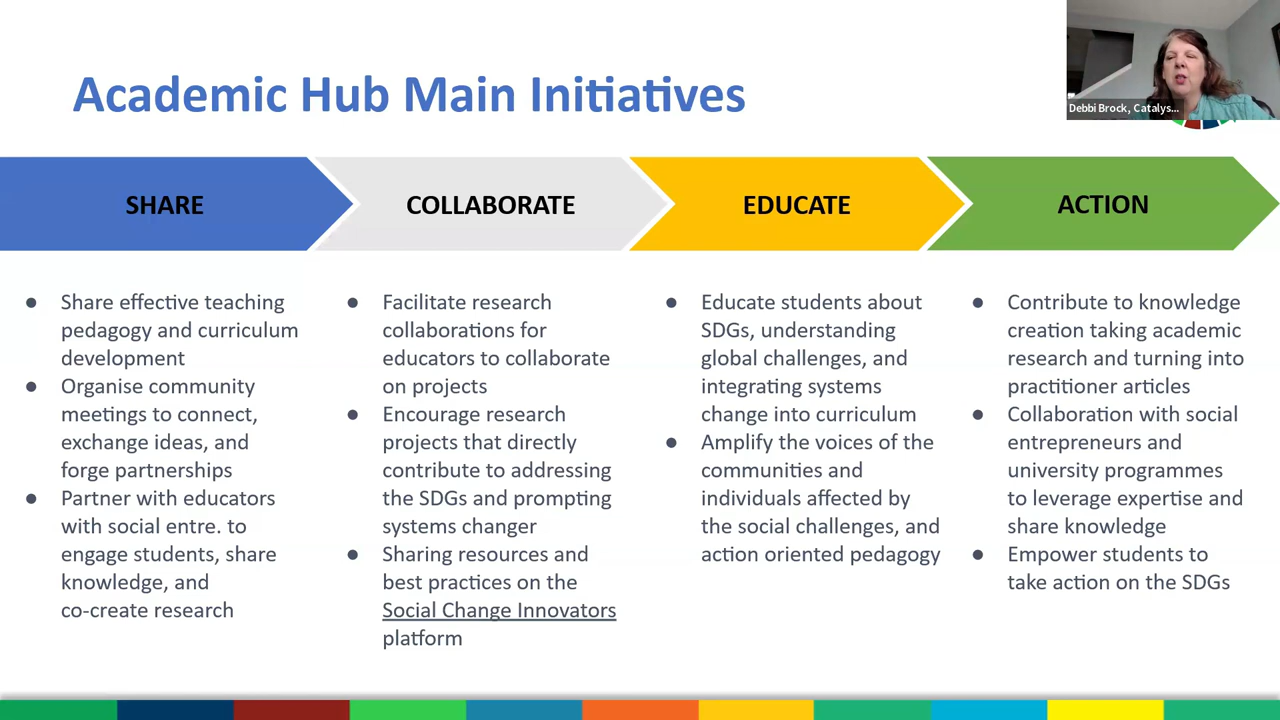 Academic Hub Main Initiatives
Debbi Brock, Catalys...
SHARE
COLLABORATE
EDUCATE
ACTION
● Share effective teaching
pedagogy and curriculum
development
● Organise community
meetings to connect,
exchange ideas, and
forge partnerships
● Partner with educators
with social entre. to
engage students, share
knowledge, and
co-create research
● Facilitate research
collaborations for
educators to collaborate
on projects
● Encourage research
projects that directly
contribute to addressing
the SDGs and prompting
systems changer
● Sharing resources and
best practices on the
Social Change Innovators
platform
● Educate students about
SDGs, understanding
global challenges, and
integrating systems
change into curriculum
● Amplify the voices of the
communities and
individuals affected by
the social challenges, and
action oriented pedagogy
● Contribute to knowledge
creation taking academic
research and turning into
practitioner articles
● Collaboration with social
entrepreneurs and
university programmes
to leverage expertise and
share knowledge
● Empower students to
take action on the SDGs